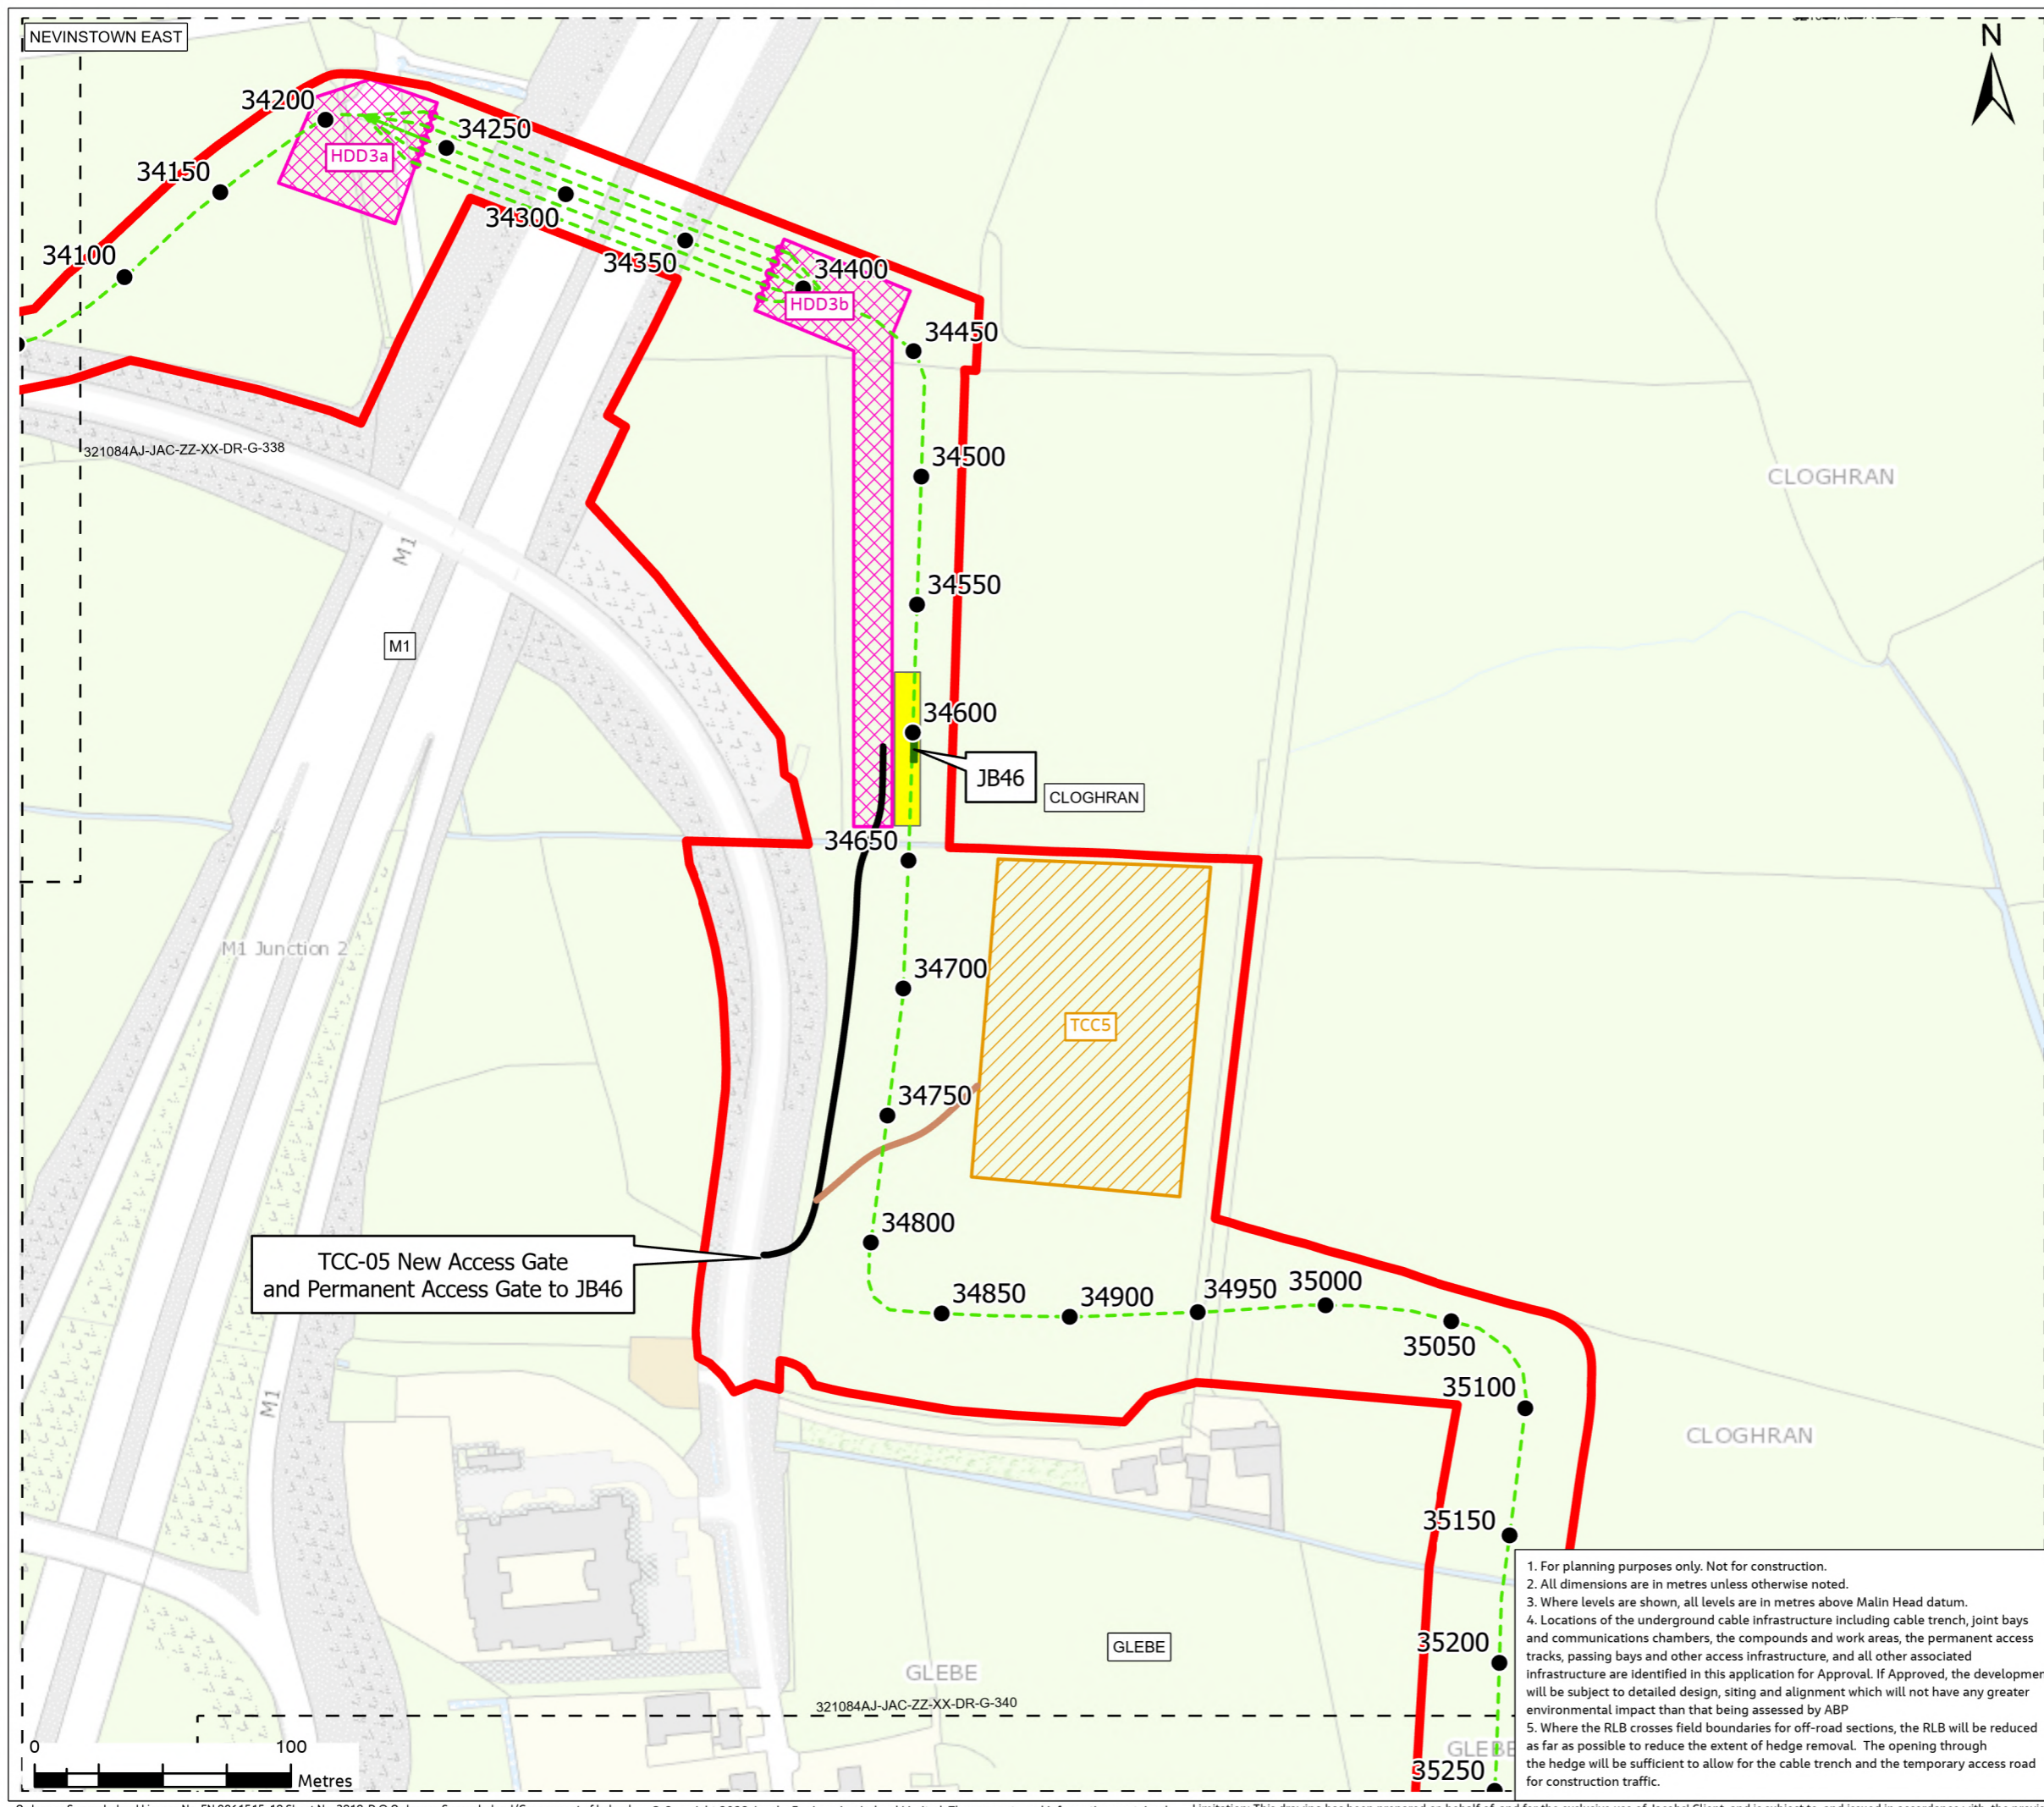 NEVINSTOWN EAST
N
34200
34250
HDD3a
34150
34300
34100
34350
34400
HDD3b
34450
321084AJ-JAC-ZZ-XX-DR-G-338
34500
CLOGHRAN
M1
34550
M1
34600
JB46
CLOGHRAN
34650
M1 Junction 2
34700
TCC5
34750
34800
TCC-05 New Access Gate
and Permanent Access Gate to JB46
34850
34900
34950
35000
35050
35100
M1
CLOGHRAN
35150
35200
GLEBE
GLEBE
321084AJ-JAC-ZZ-XX-DR-G-340
GLEBE
35250
0 100
Metres
1. For planning purposes only. Not for construction.
2. All dimensions are in metres unless otherwise noted.
3. Where levels are shown, all levels are in metres above Malin Head datum.
4. Locations of the underground cable infrastructure including cable trench, joint bays
and communications chambers, the compounds and work areas, the permanent access
tracks, passing bays and other access infrastructure, and all other associated
infrastructure are identified in this application for Approval. If Approved, the developmen
will be subject to detailed design, siting and alignment which will not have any greater
environmental impact than that being assessed by ABP
5. Where the RLB crosses field boundaries for off-road sections, the RLB will be reduced
as far as possible to reduce the extent of hedge removal. The opening through
the hedge will be sufficient to allow for the cable trench and the temporary access road
for construction traffic.